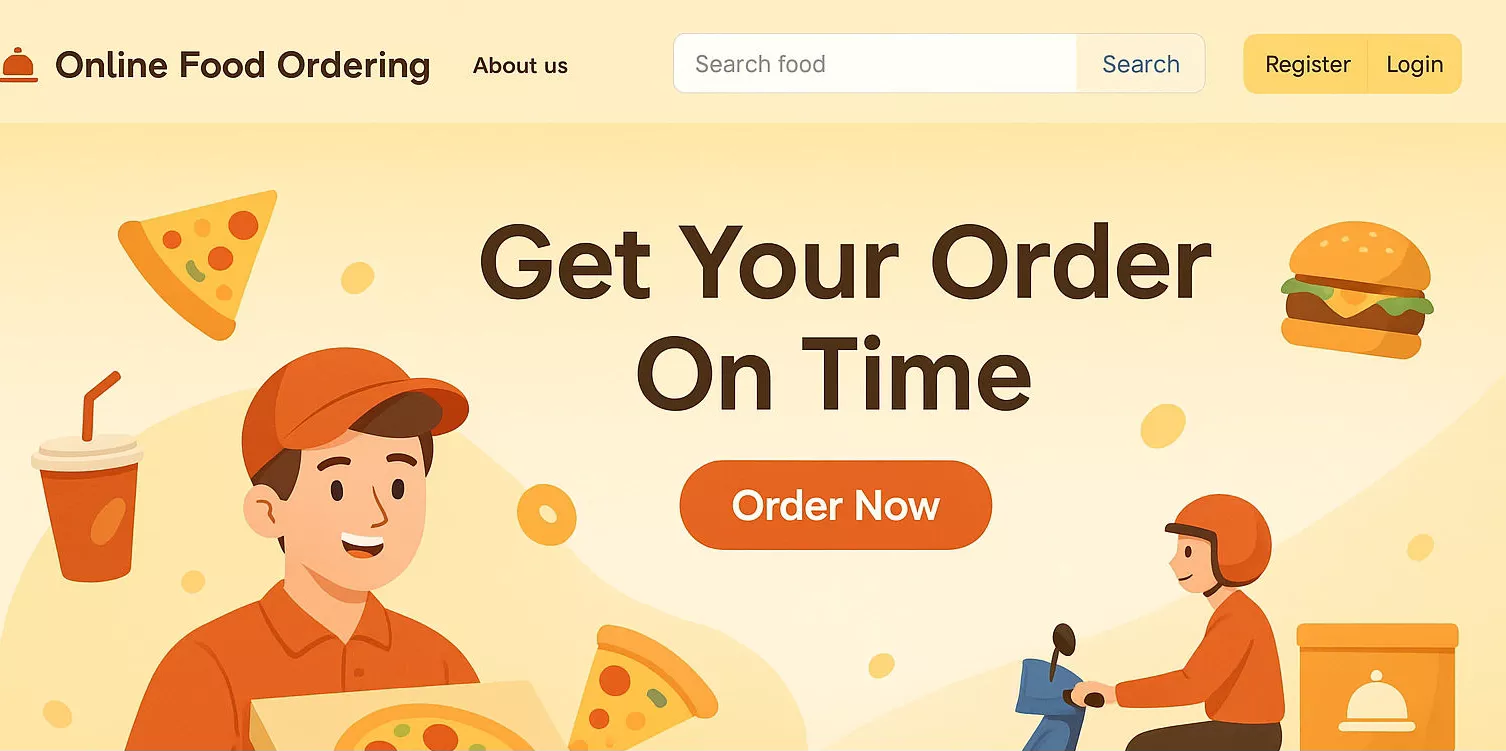 Online Food Ordering
About us
Search food
Search
Register
Login
Get Your Order
On Time
Order Now